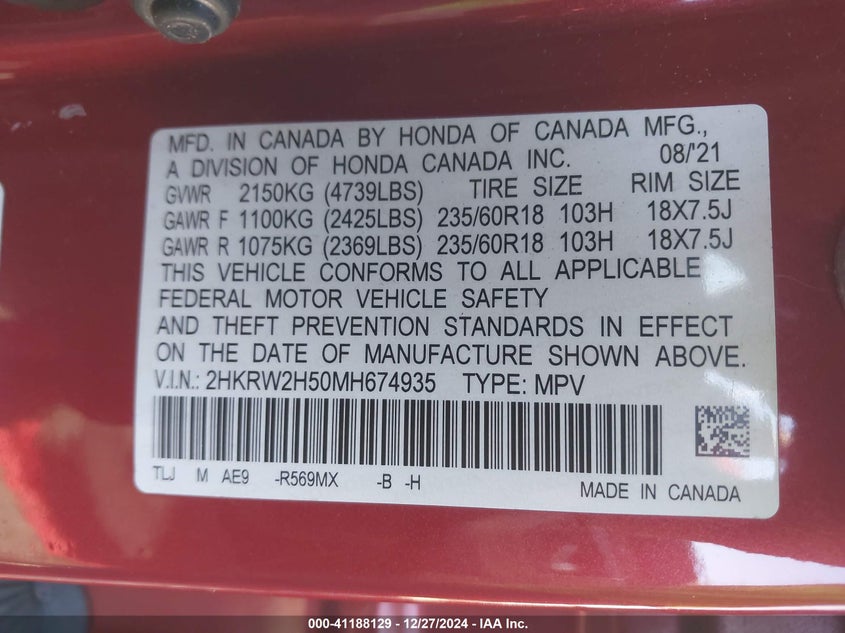 MFD. IN CANADA BY HONDA OF CANADA MFG.,
A DIVISION OF HONDA CANADA INC. 08/'21
GVWR 2150KG (4739LBS) TIRE SIZE RIM SIZE
GAWR F 1100KG (2425LBS) 235/60R18 103H 18X7.5J
GAWR R 1075KG (2369LBS) 235/60R18 103H 18X7.5J
THIS VEHICLE CONFORMS TO ALL APPLICABLE
FEDERAL MOTOR VEHICLE SAFETY
AND THEFT PREVENTION STANDARDS IN EFFECT
ON THE DATE OF MANUFACTURE SHOWN ABOVE.
V.I.N.: 2HKRW2H50MH674935 TYPE: MPV
TLJ M AE9 -R569MX -B -H
MADE IN CANADA
000-41188129 - 12/27/2024 - IAA Inc.